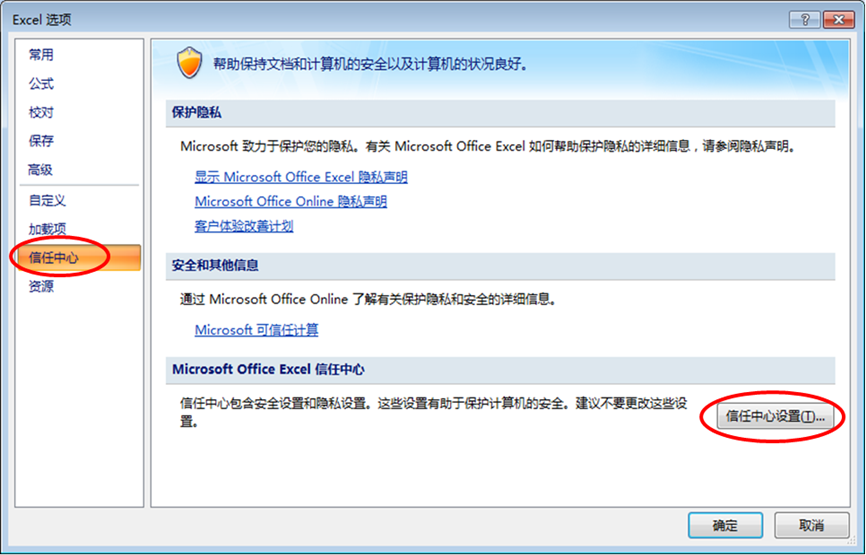 Excel 选项
常用
公式
校对
保存
高级
自定义
加载项
信任中心
资源
帮助保持文档和计算机的安全以及计算机的状况良好。
保护隐私
Microsoft 致力于保护您的隐私。有关 Microsoft Office Excel 如何帮助保护隐私的详细信息，请参阅隐私声明。
显示 Microsoft Office Excel 隐私声明
Microsoft Office Online 隐私声明
客户体验改善计划
安全和其他信息
通过 Microsoft Office Online 了解有关保护隐私和安全的详细信息。
Microsoft 可信任计算
Microsoft Office Excel 信任中心
信任中心包含安全设置和隐私设置。这些设置有助于保护计算机的安全。建议不要更改这些设
置。
信任中心设置(T)...
确定
取消